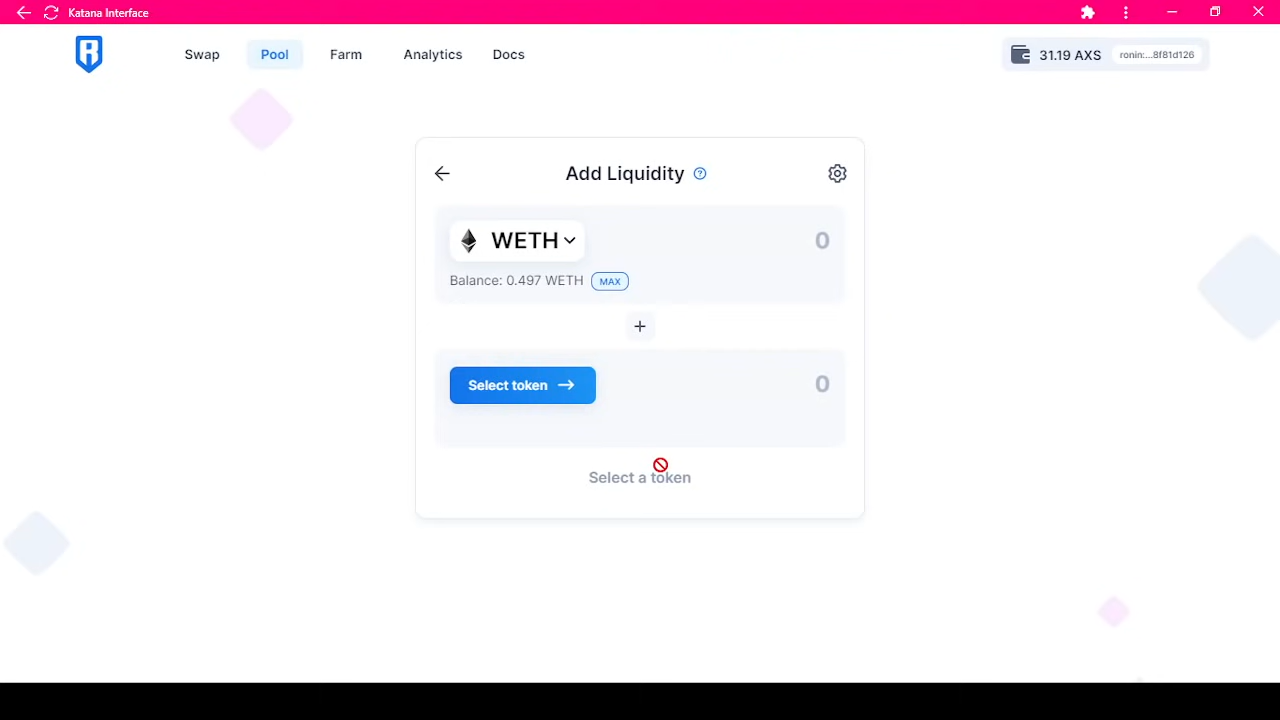 Katana Interface
Swap
Pool
Farm
Analytics
Docs
31.19 AXS
ronin:...8f81d126
Add Liquidity
WETH
0
Balance: 0.497 WETH
MAX
+
Select token
0
Select a token